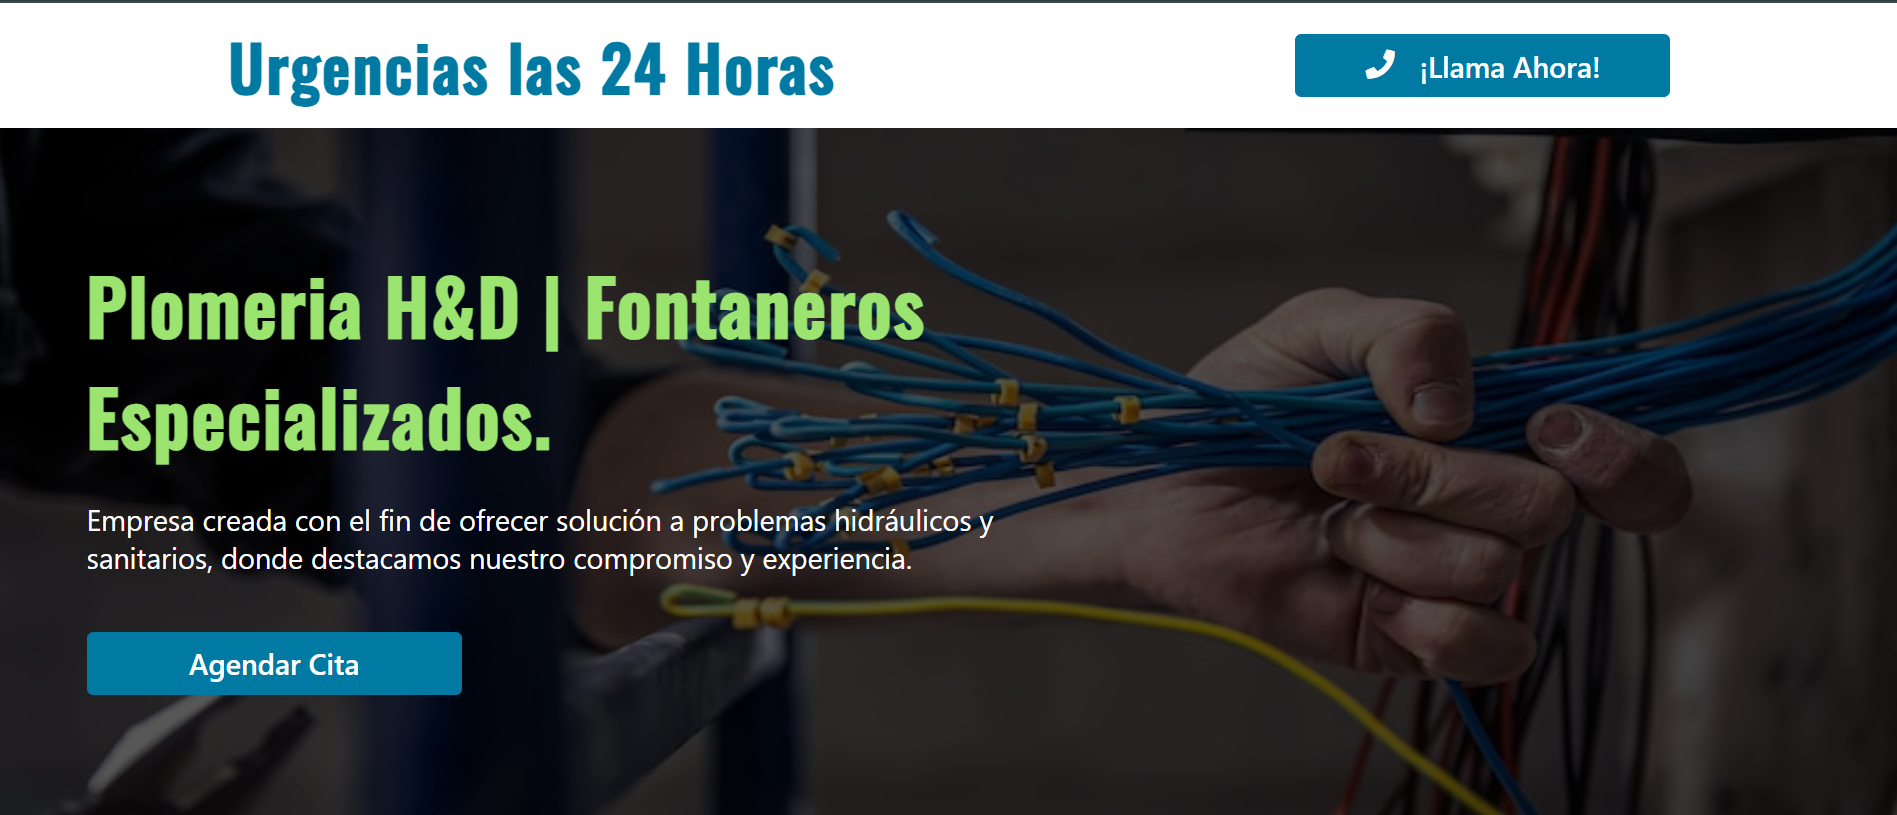 Urgencias las 24 Horas
¡Llama Ahora!
Plomeria H&D | Fontaneros
Especializados.
Empresa creada con el fin de ofrecer solución a problemas hidráulicos y
sanitarios, donde destacamos nuestro compromiso y experiencia.
Agendar Cita